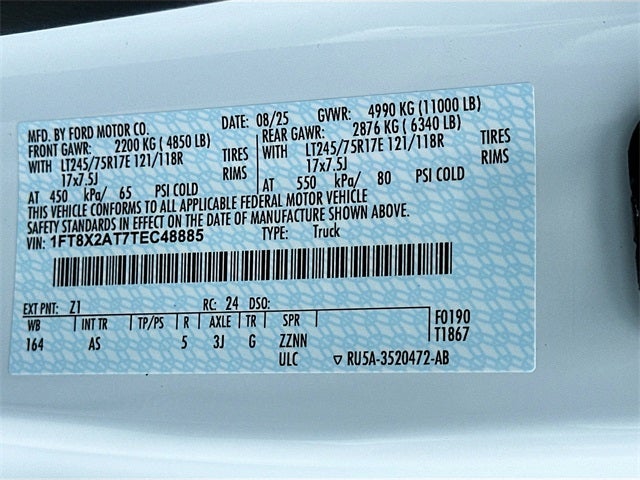 MFD. BY FORD MOTOR CO. DATE: 08/25 GVWR: 4990 KG (11000 LB)
FRONT GAWR: 2200 KG (4850 LB) REAR GAWR: 2876 KG (6340 LB)
WITH LT245/75R17E 121/118R TIRES WITH LT245/75R17E 121/118R TIRES
17x7.5J RIMS 17x7.5J RIMS
AT 450 kPa/ 65 PSI COLD AT 550 kPa/ 80 PSI COLD
THIS VEHICLE CONFORMS TO ALL APPLICABLE FEDERAL MOTOR VEHICLE
SAFETY STANDARDS IN EFFECT ON THE DATE OF MANUFACTURE SHOWN ABOVE.
VIN: 1FT8X2AT7TEC48885 TYPE: Truck
EXT PNT: Z1 RC: 24 DSO:
WB INT TR TP/PS R AXLE TR SPR F0190
164 AS 5 3J G ZZNN T1867
ULC ▽ RU5A-3520472-AB